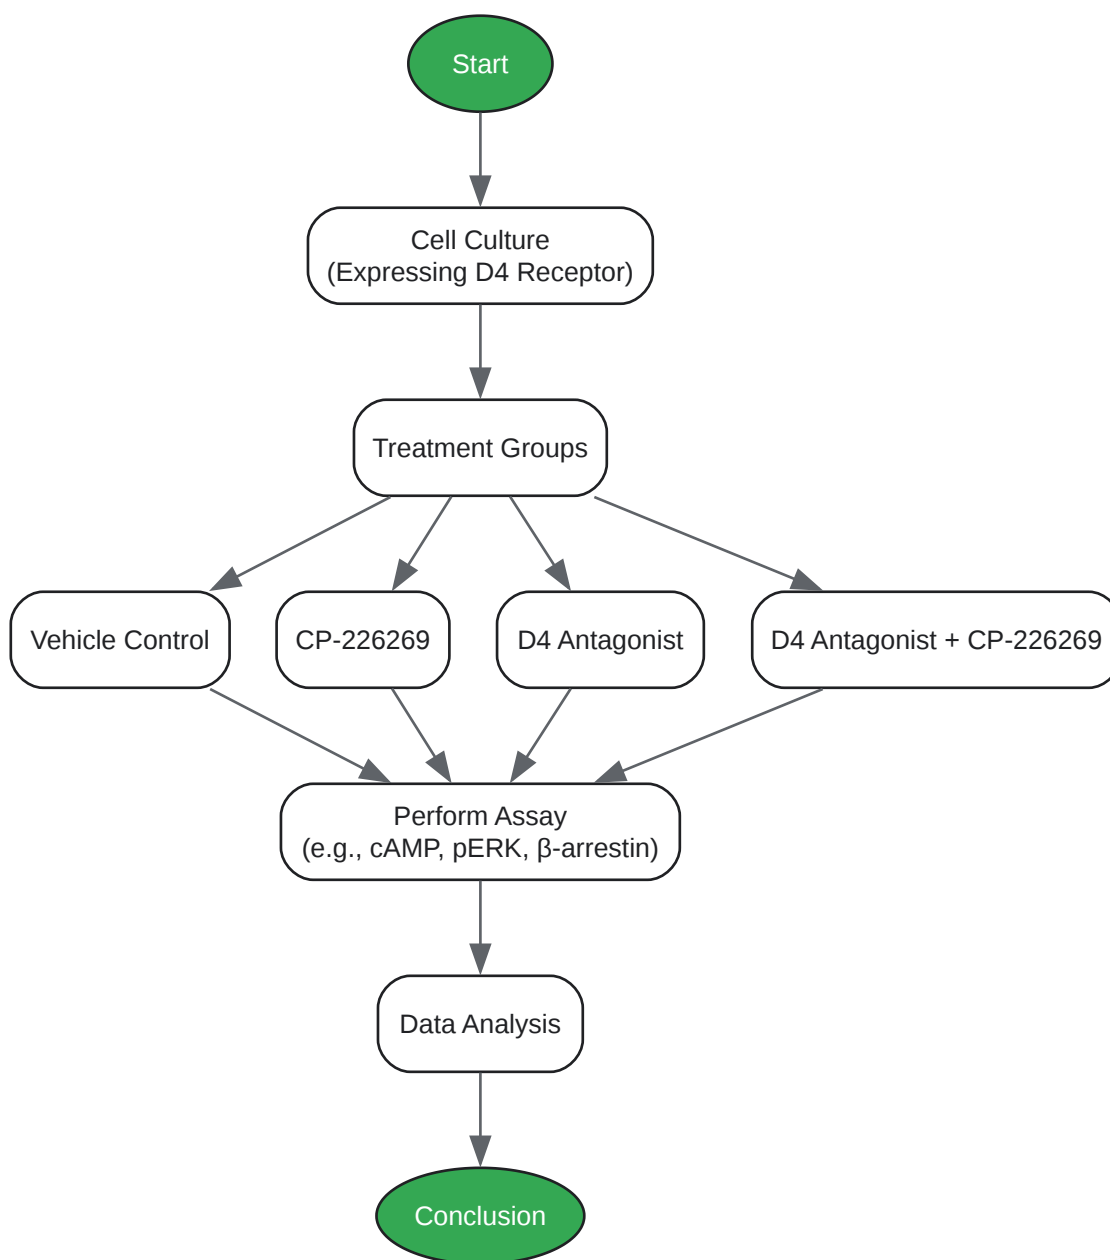 Start
Cell Culture
(Expressing D4 Receptor)
Treatment Groups
Vehicle Control
CP-226269
D4 Antagonist
D4 Antagonist + CP-226269
Perform Assay
(e.g., cAMP, pERK, β-arrestin)
Data Analysis
Conclusion